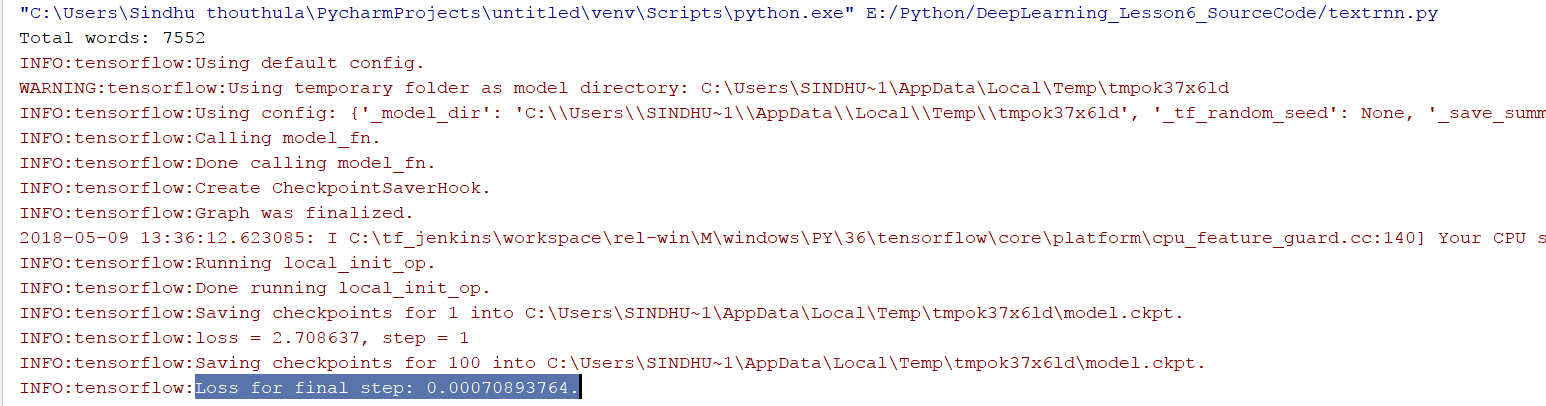 "C:\Users\Sindhu thouthula\PycharmProjects\untitled\venv\Scripts\python.exe" E:/Python/DeepLearning_Lesson6_SourceCode/textrnn.py
Total words: 7552
INFO:tensorflow:Using default config.
WARNING:tensorflow:Using temporary folder as model directory: C:\Users\SINDHU~1\AppData\Local\Temp\tmpok37x6ld
INFO:tensorflow:Using config: {'_model_dir': 'C:\\Users\\SINDHU~1\\AppData\\Local\\Temp\\tmpok37x6ld', '_tf_random_seed': None, '_save_summ
INFO:tensorflow:Calling model_fn.
INFO:tensorflow:Done calling model_fn.
INFO:tensorflow:Create CheckpointSaverHook.
INFO:tensorflow:Graph was finalized.
2018-05-09 13:36:12.623085: I C:\tf_jenkins\workspace\rel-win\M\windows\PY\36\tensorflow\core\platform\cpu_feature_guard.cc:140] Your CPU s
INFO:tensorflow:Running local_init_op.
INFO:tensorflow:Done running local_init_op.
INFO:tensorflow:Saving checkpoints for 1 into C:\Users\SINDHU~1\AppData\Local\Temp\tmpok37x6ld\model.ckpt.
INFO:tensorflow:loss = 2.708637, step = 1
INFO:tensorflow:Saving checkpoints for 100 into C:\Users\SINDHU~1\AppData\Local\Temp\tmpok37x6ld\model.ckpt.
INFO:tensorflow:Loss for final step: 0.00070893764.